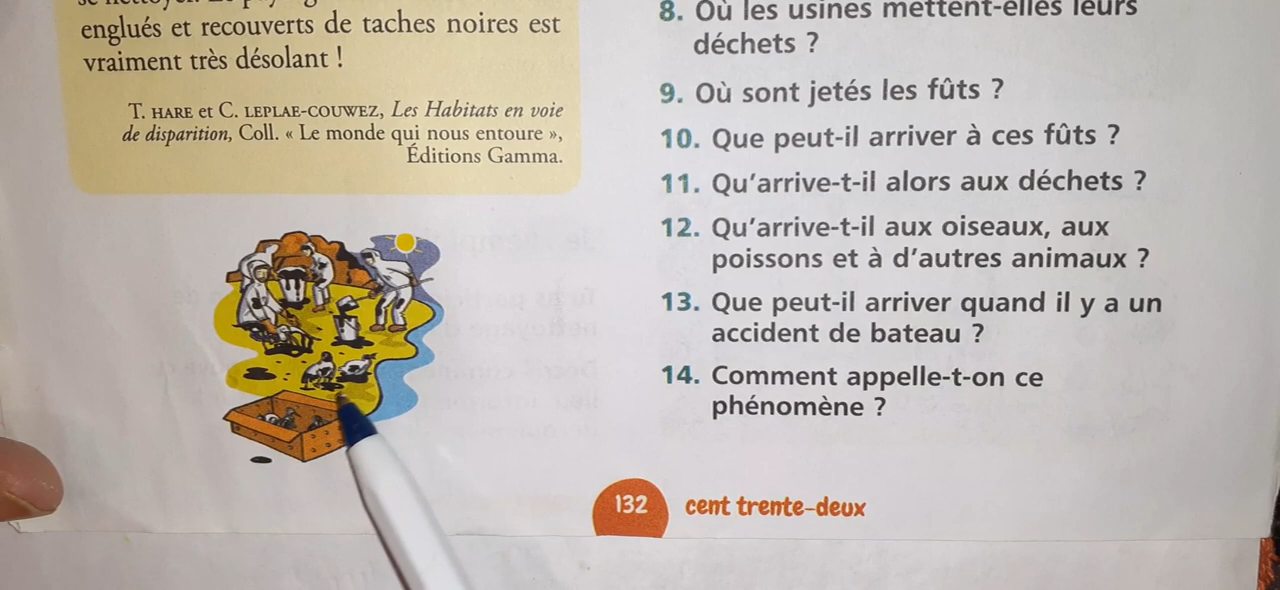 englués et recouverts de taches noires est
vraiment très désolant !
T. HARE et C. LEPLAE-COUWEZ, Les Habitats en voie
de disparition, Coll. « Le monde qui nous entoure »,
Éditions Gamma.
8. Où les usines mettent-elles leurs
déchets ?
9. Où sont jetés les fûts ?
10. Que peut-il arriver à ces fûts ?
11. Qu'arrive-t-il alors aux déchets ?
12. Qu'arrive-t-il aux oiseaux, aux
poissons et à d'autres animaux ?
13. Que peut-il arriver quand il y a un
accident de bateau ?
14. Comment appelle-t-on ce
phénomène ?
132 cent trente-deux